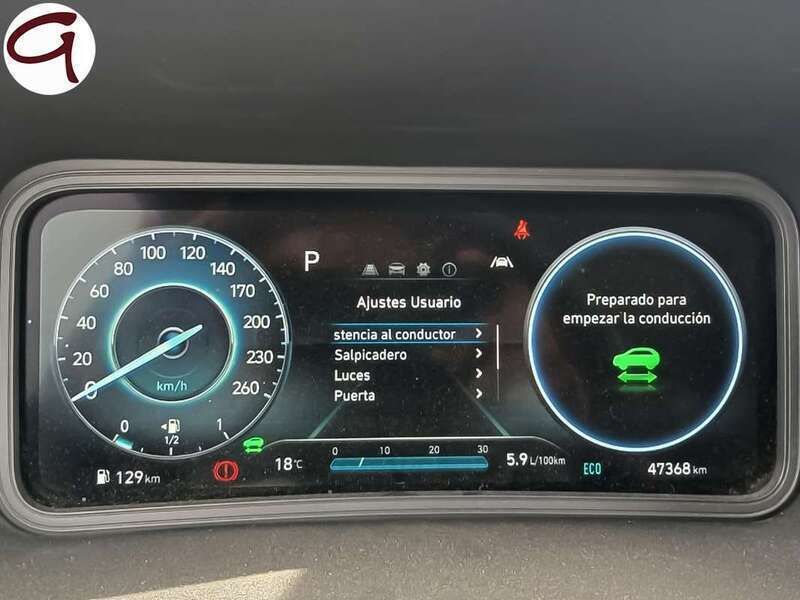 P
Ajustes Usuario
stencia al conductor
Salpicadero
Luces
Puerta
Preparado para
empezar la conducción
0
20
40
60
80
100
120
140
170
200
230
260
km/h
0 1/2 1
129 km
18°C
0 10 20 30
5.9 L/100km
ECO
47368 km